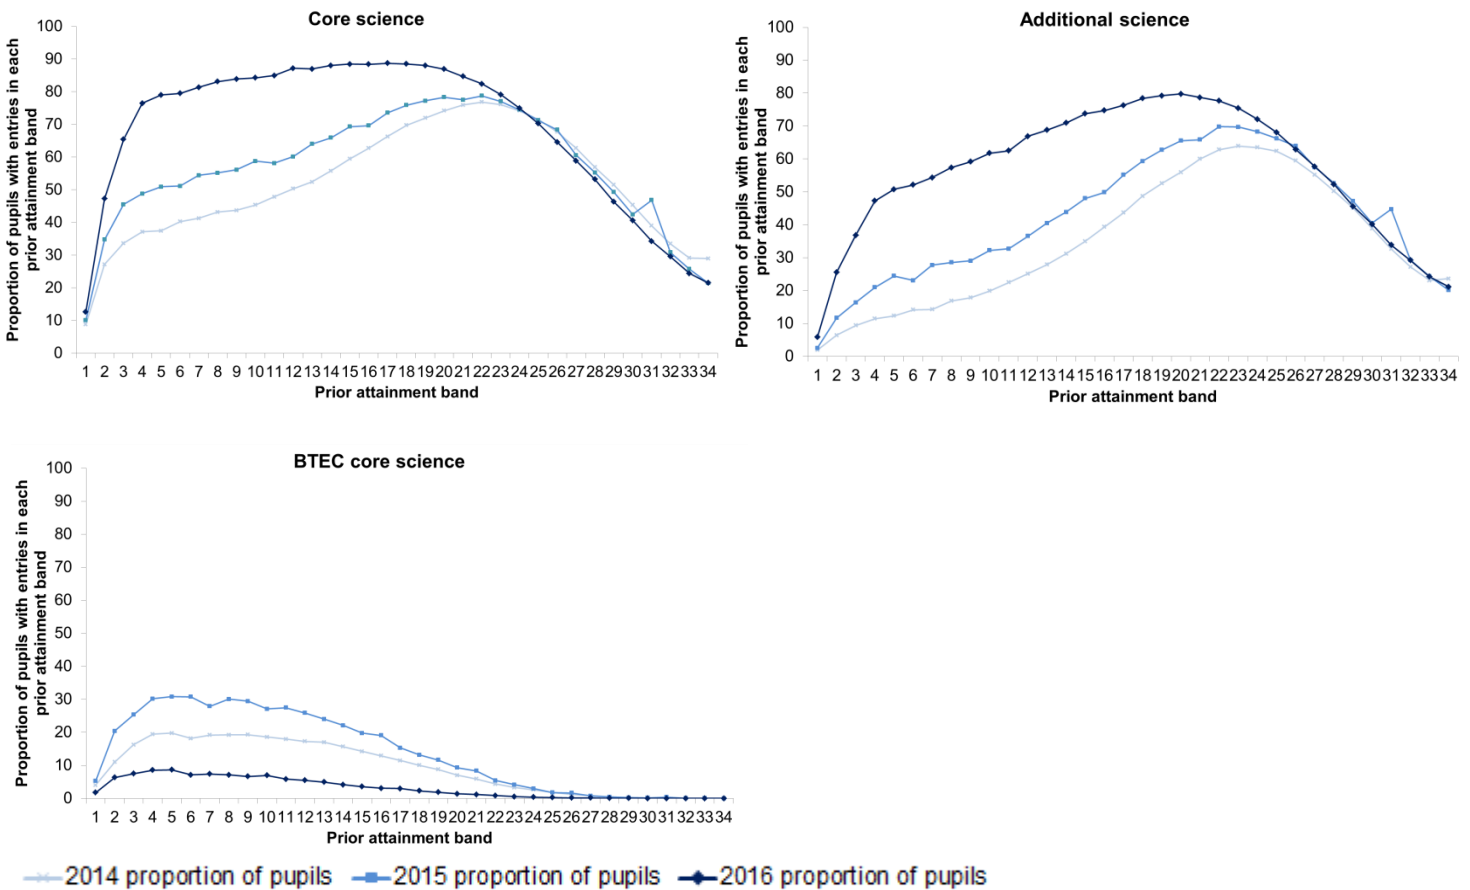 Core science
Proportion of pupils with entries in each
prior attainment band
100
90
80
70
60
50
40
30
20
10
0
1 2 3 4 5 6 7 8 9 10 11 12 13 14 15 16 17 18 19 20 21 22 23 24 25 26 27 28 29 30 31 32 33 34
Prior attainment band
Additional science
Proportion of pupils with entries in each
prior attainment band
100
90
80
70
60
50
40
30
20
10
0
1 2 3 4 5 6 7 8 9 10 11 12 13 14 15 16 17 18 19 20 21 22 23 24 25 26 27 28 29 30 31 32 33 34
Prior attainment band
BTEC core science
Proportion of pupils with entries in each
prior attainment band
100
90
80
70
60
50
40
30
20
10
0
1 2 3 4 5 6 7 8 9 10 11 12 13 14 15 16 17 18 19 20 21 22 23 24 25 26 27 28 29 30 31 32 33 34
Prior attainment band
2014 proportion of pupils 2015 proportion of pupils 2016 proportion of pupils